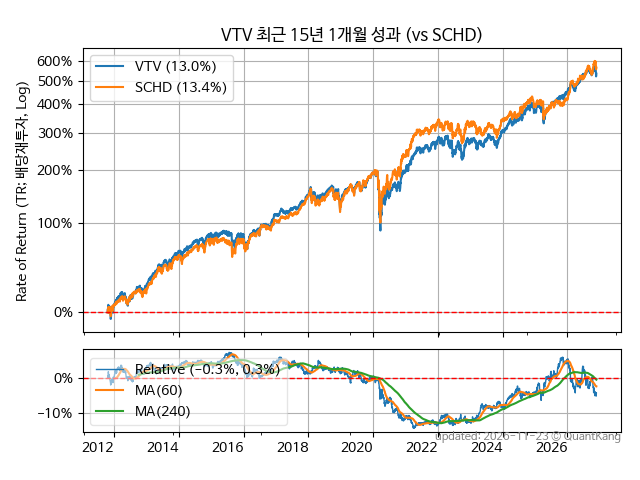 VTV 최근 15년 1개월 성과 (vs SCHD)
Rate of Return (TR; 배당재투자, Log)
600%
500%
400%
300%
200%
100%
0%
VTV (13.0%)
SCHD (13.4%)
0%
−10%
Relative (−0.3%, 0.3%)
MA(60)
MA(240)
2012 2014 2016 2018 2020 2022 2024 2026
Updated: 2026-11-23 © QuantKang